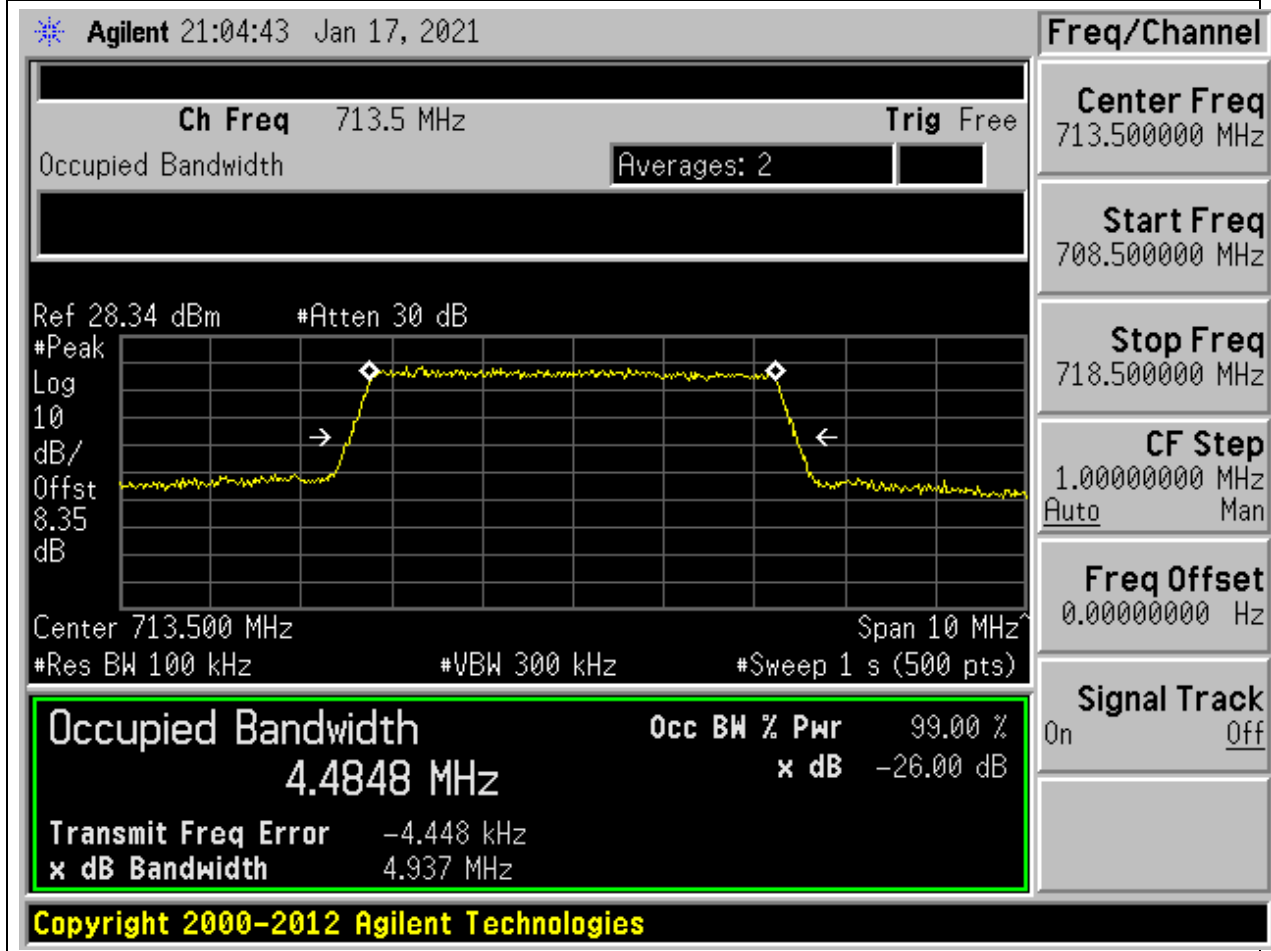 Agilent 21:04:43 Jan 17, 2021
Freq/Channel
Ch Freq 713.5 MHz Trig Free
Occupied Bandwidth Averages: 2
Ref 28.34 dBm #Atten 30 dB
#Peak
Log
10
dB/
Offst
8.35
dB
Center 713.500 MHz Span 10 MHz^
#Res BW 100 kHz #VBW 300 kHz #Sweep 1 s (500 pts)
Occupied Bandwidth Occ BW % Pwr 99.00 %
4.4848 MHz x dB -26.00 dB
Transmit Freq Error -4.448 kHz
x dB Bandwidth 4.937 MHz
Center Freq
713.500000 MHz
Start Freq
708.500000 MHz
Stop Freq
718.500000 MHz
CF Step
1.00000000 MHz
Auto Man
Freq Offset
0.00000000 Hz
Signal Track
On Off
Copyright 2000-2012 Agilent Technologies